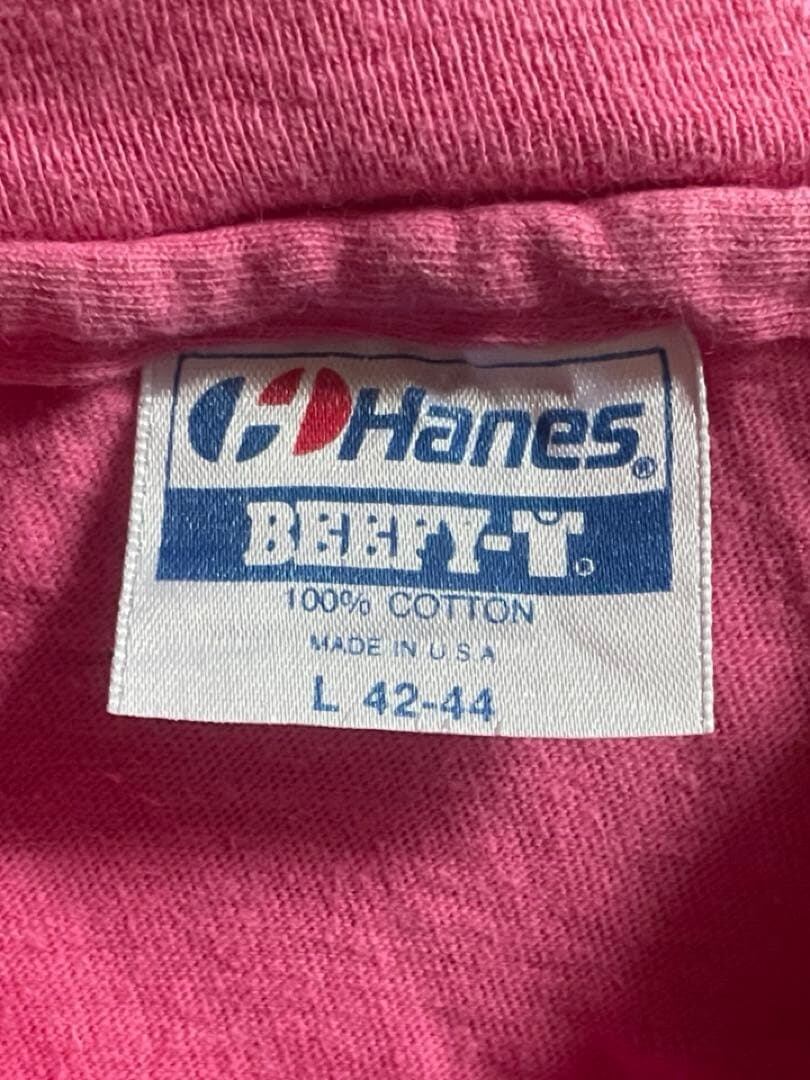 Hanes®
BEEFY-T®
100% COTTON
MADE IN U.S.A
L 42-44